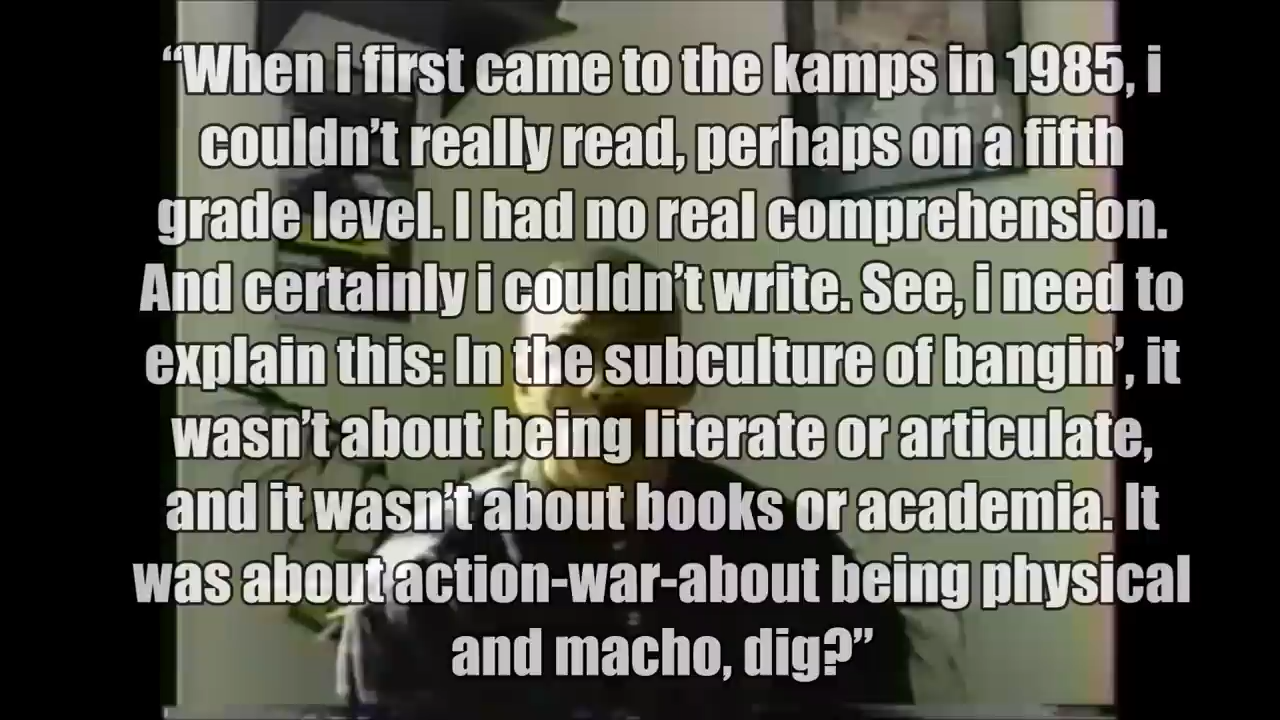 “When i first came to the kamps in 1985, i
couldn’t really read, perhaps on a fifth
grade level. I had no real comprehension.
And certainly i couldn’t write. See, i need to
explain this: In the subculture of bangin’, it
wasn’t about being literate or articulate,
and it wasn’t about books or academia. It
was about action-war-about being physical
and macho, dig?”